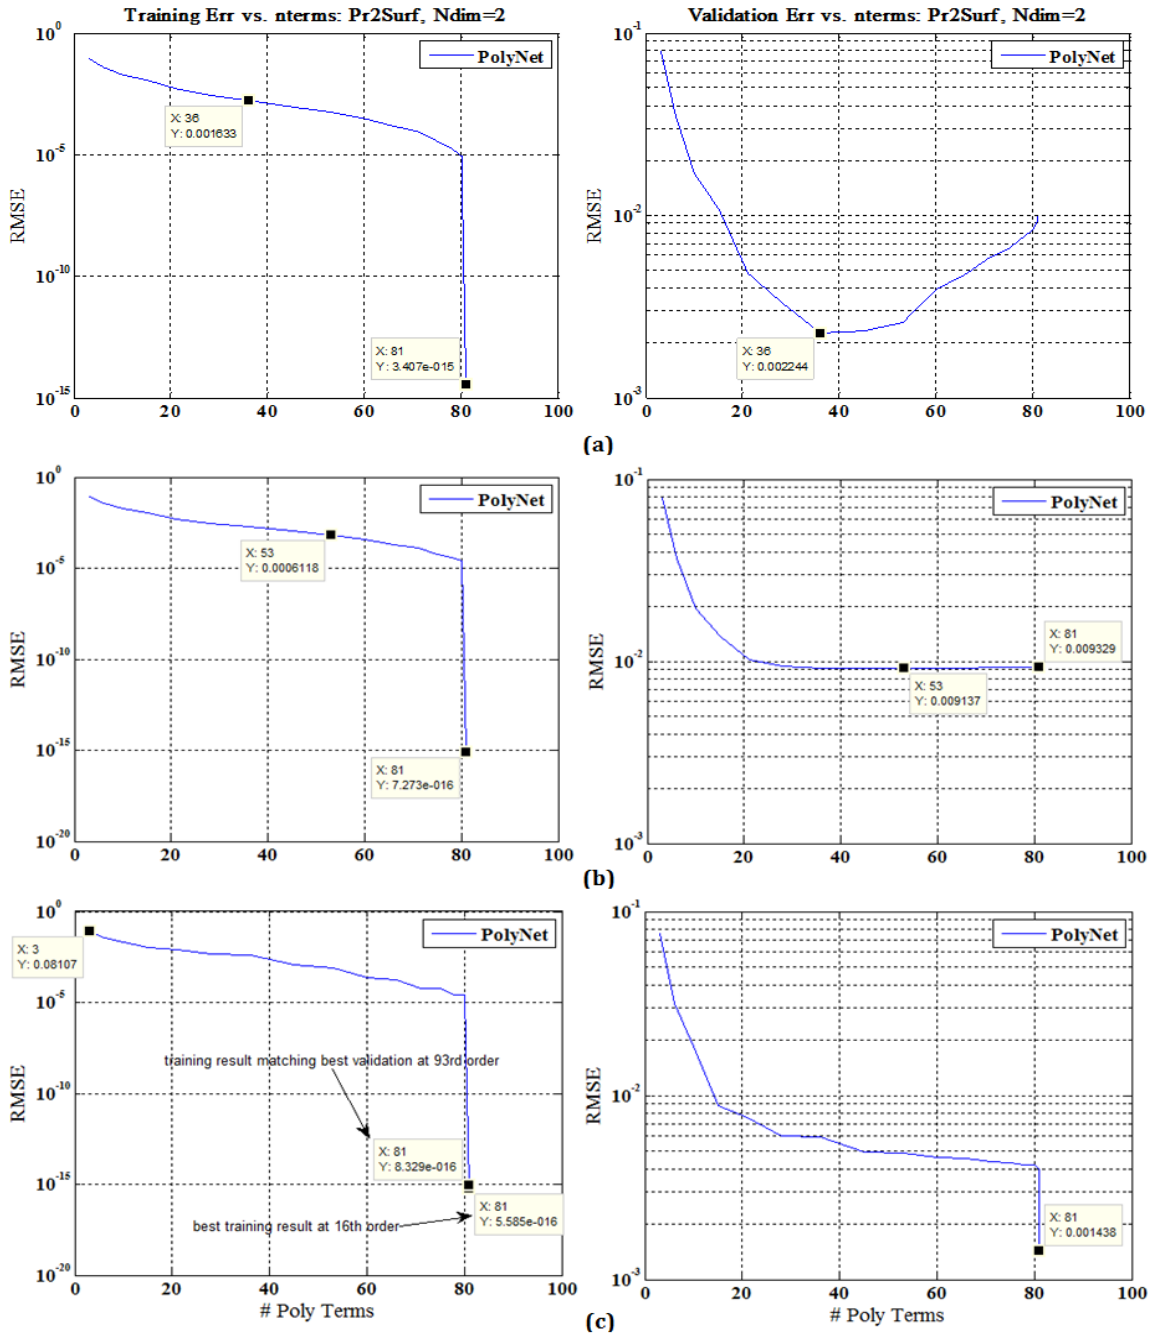 Training Err vs. nterms: Pr2Surf, Ndim=2
Validation Err vs. nterms: Pr2Surf, Ndim=2
10^0
PolyNet
X: 36
Y: 0.001633
10^-5
RMSE
10^-10
X: 81
Y: 3.407e-015
10^-15
0 20 40 60 80 100
10^-1
PolyNet
10^-2
RMSE
X: 36
Y: 0.002244
10^-3
0 20 40 60 80 100
(a)
10^0
PolyNet
X: 53
Y: 0.0006118
10^-5
RMSE
10^-10
10^-15
X: 81
Y: 7.273e-016
10^-20
0 20 40 60 80 100
10^-1
PolyNet
X: 81
Y: 0.009329
10^-2
RMSE
X: 53
Y: 0.009137
10^-3
0 20 40 60 80 100
(b)
10^0
PolyNet
X: 3
Y: 0.08107
10^-5
RMSE
training result matching best validation at 93rd order
10^-10
X: 81
Y: 8.329e-016
10^-15
X: 81
Y: 5.585e-016
best training result at 16th order
10^-20
0 20 40 60 80 100
# Poly Terms
10^-1
PolyNet
10^-2
RMSE
X: 81
Y: 0.001438
10^-3
0 20 40 60 80 100
# Poly Terms
(c)